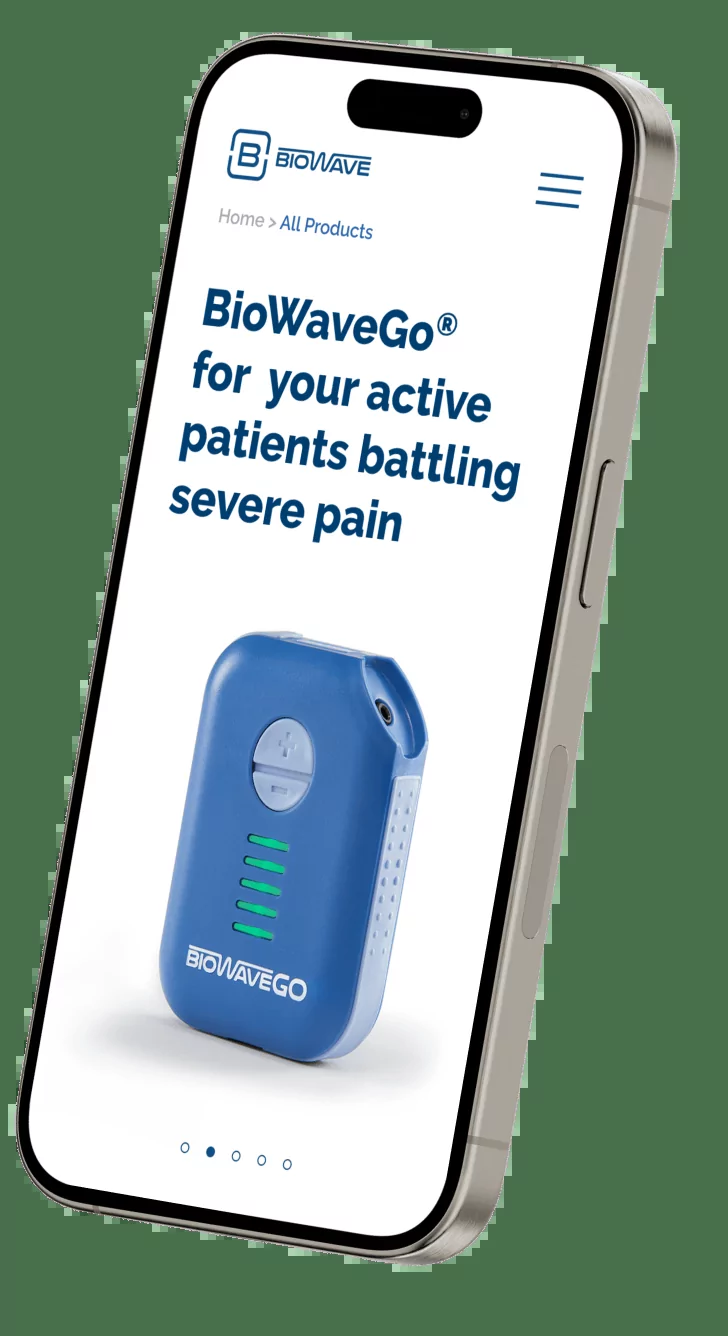 B BIOWAVE
Home > All Products
BioWaveGo®
for your active
patients battling
severe pain
+
-
BIOWAVEGO